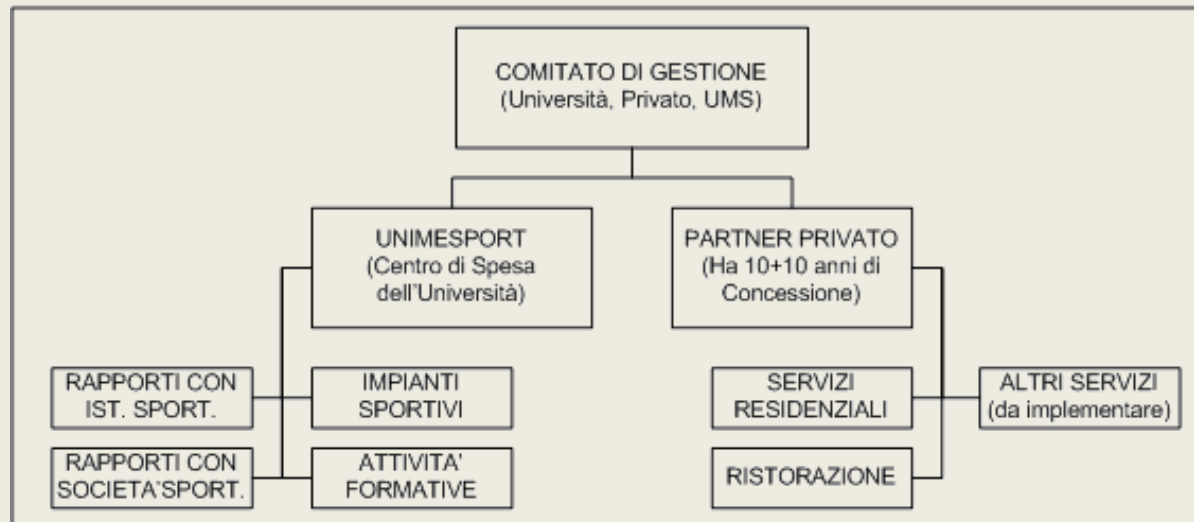 COMITATO DI GESTIONE
(Università, Privato, UMS)
UNIMESPORT
(Centro di Spesa
dell'Università)
PARTNER PRIVATO
(Ha 10+10 anni di
Concessione)
RAPPORTI CON
IST. SPORT.
IMPIANTI
SPORTIVI
SERVIZI
RESIDENZIALI
ALTRI SERVIZI
(da implementare)
RAPPORTI CON
SOCIETA'SPORT.
ATTIVITA'
FORMATIVE
RISTORAZIONE